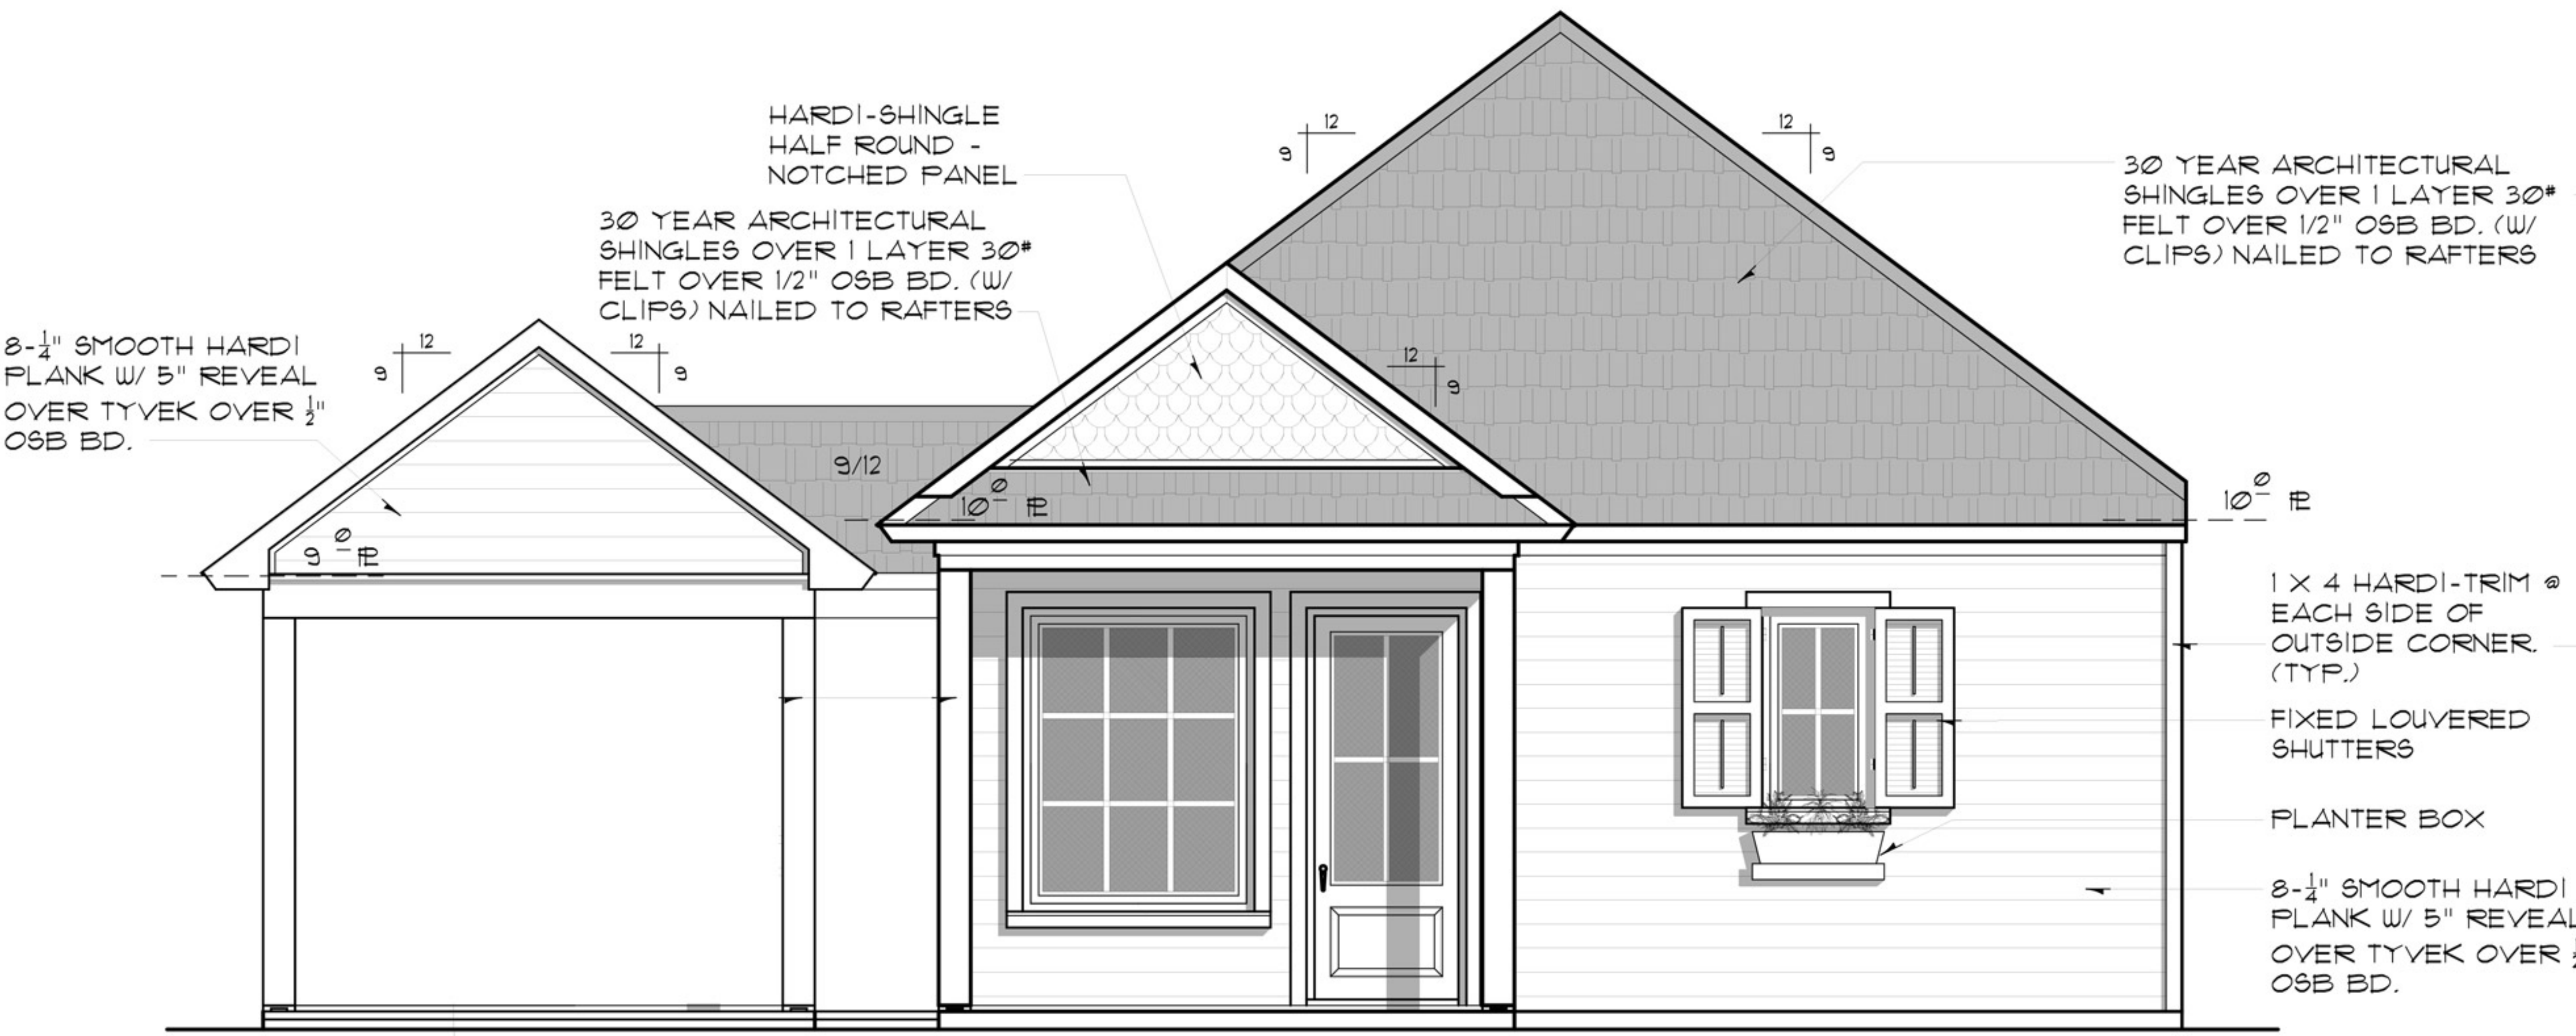 HARDI-SHINGLE
HALF ROUND -
NOTCHED PANEL
30 YEAR ARCHITECTURAL
SHINGLES OVER 1 LAYER 30#
FELT OVER 1/2" OSB BD. (W/
CLIPS) NAILED TO RAFTERS
8-1/4" SMOOTH HARDI
PLANK W/ 5" REVEAL
OVER TYVEK OVER 1/2"
OSB BD.
12
9
12
9
12
9
12
9
12
9
9/12
10 0 PL
9 0 PL
30 YEAR ARCHITECTURAL
SHINGLES OVER 1 LAYER 30#
FELT OVER 1/2" OSB BD. (W/
CLIPS) NAILED TO RAFTERS
10 0 PL
1 X 4 HARDI-TRIM @
EACH SIDE OF
OUTSIDE CORNER.
(TYP.)
FIXED LOUVERED
SHUTTERS
PLANTER BOX
8-1/4" SMOOTH HARDI
PLANK W/ 5" REVEAL
OVER TYVEK OVER
OSB BD.